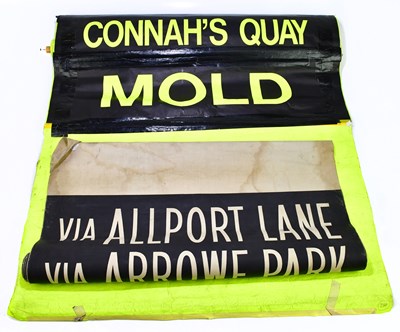 CONNAH'S QUAY
MOLD
VIA ALLPORT LANE
VIA ARROWE PARK